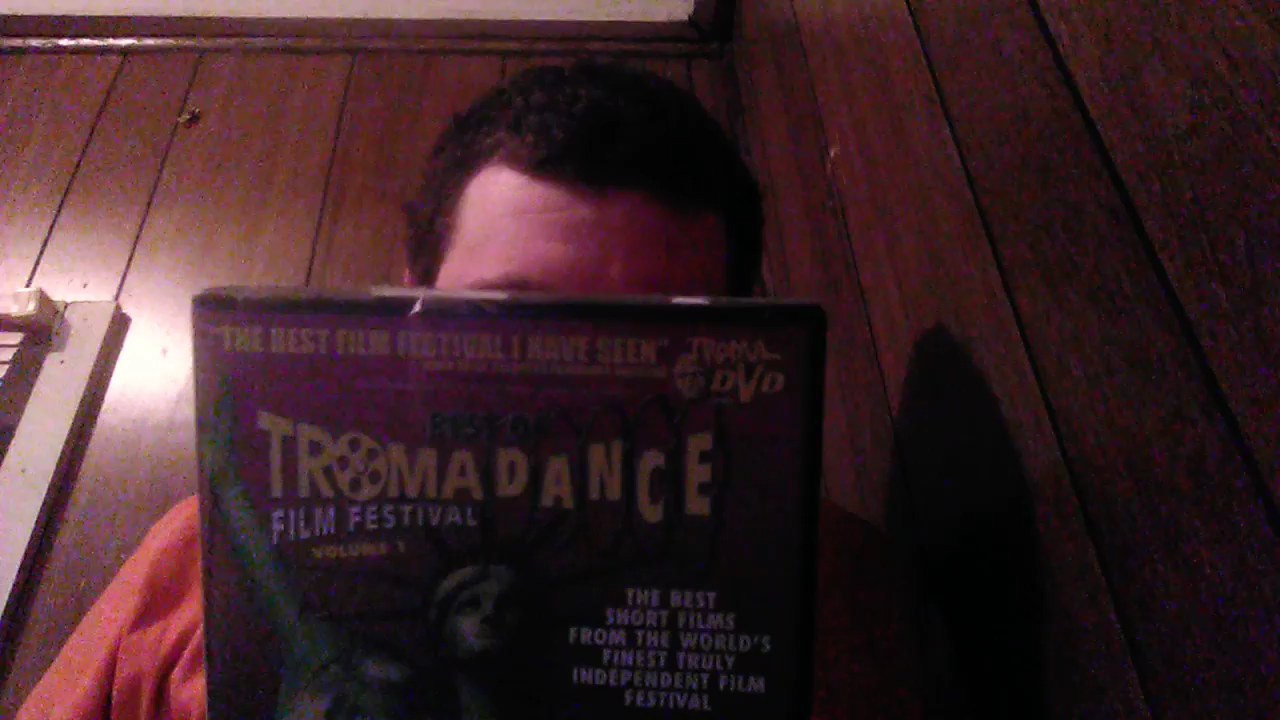 "THE BEST FILM FESTIVAL I HAVE SEEN"
TROMA
DVD
BEST OF
TROMADANCE
FILM FESTIVAL
VOLUME 1
THE BEST
SHORT FILMS
FROM THE WORLD'S
FINEST TRULY
INDEPENDENT FILM
FESTIVAL